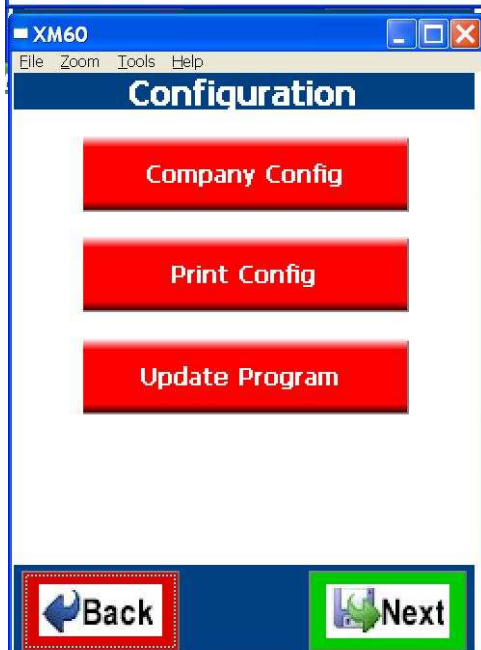 XM60
File Zoom Tools Help
Configuration
Company Config
Print Config
Update Program
Back Next